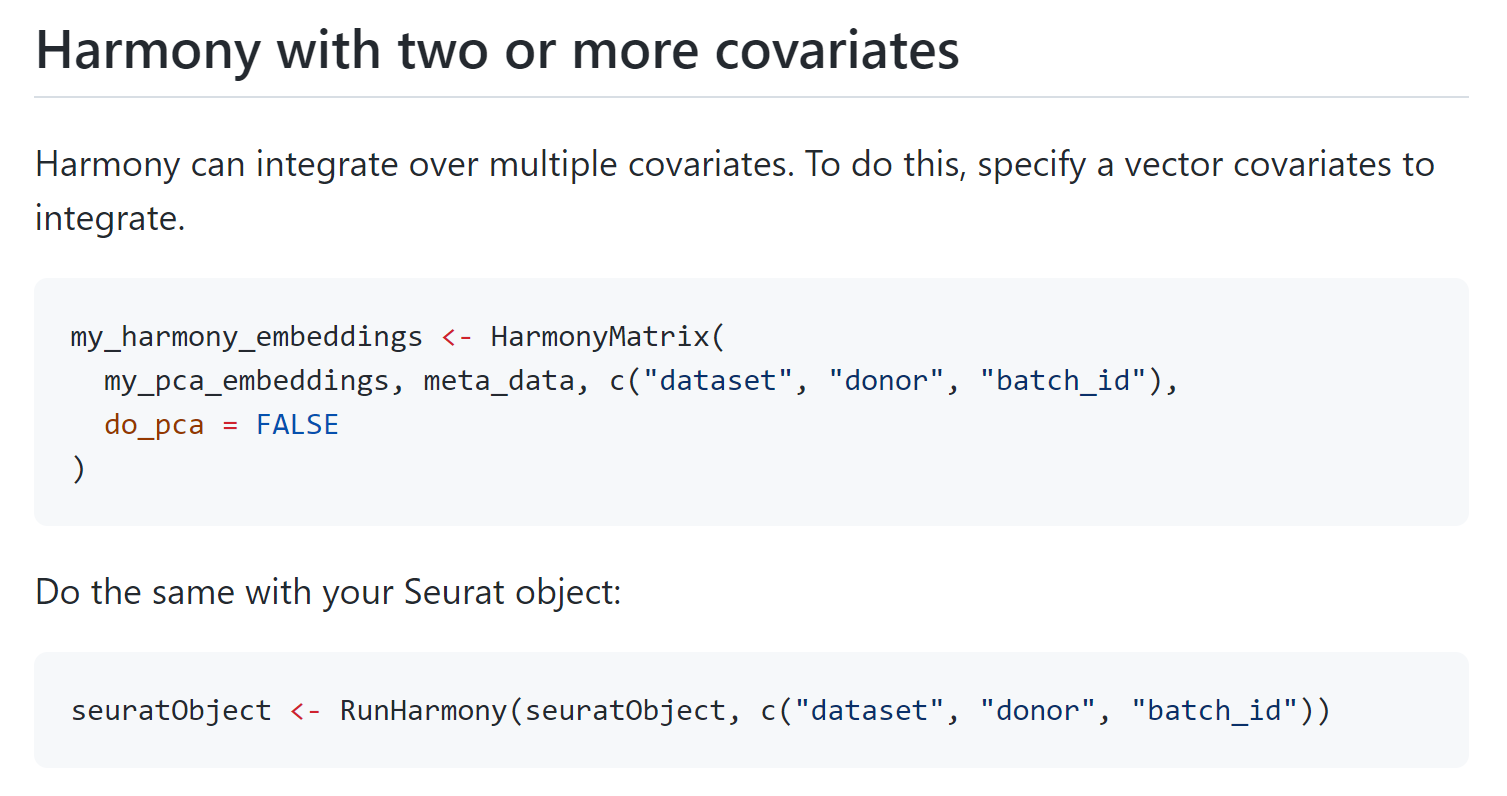 Harmony with two or more covariates
Harmony can integrate over multiple covariates. To do this, specify a vector covariates to
integrate.
my_harmony_embeddings <- HarmonyMatrix(
  my_pca_embeddings, meta_data, c("dataset", "donor", "batch_id"),
  do_pca = FALSE
)
Do the same with your Seurat object:
seuratObject <- RunHarmony(seuratObject, c("dataset", "donor", "batch_id"))